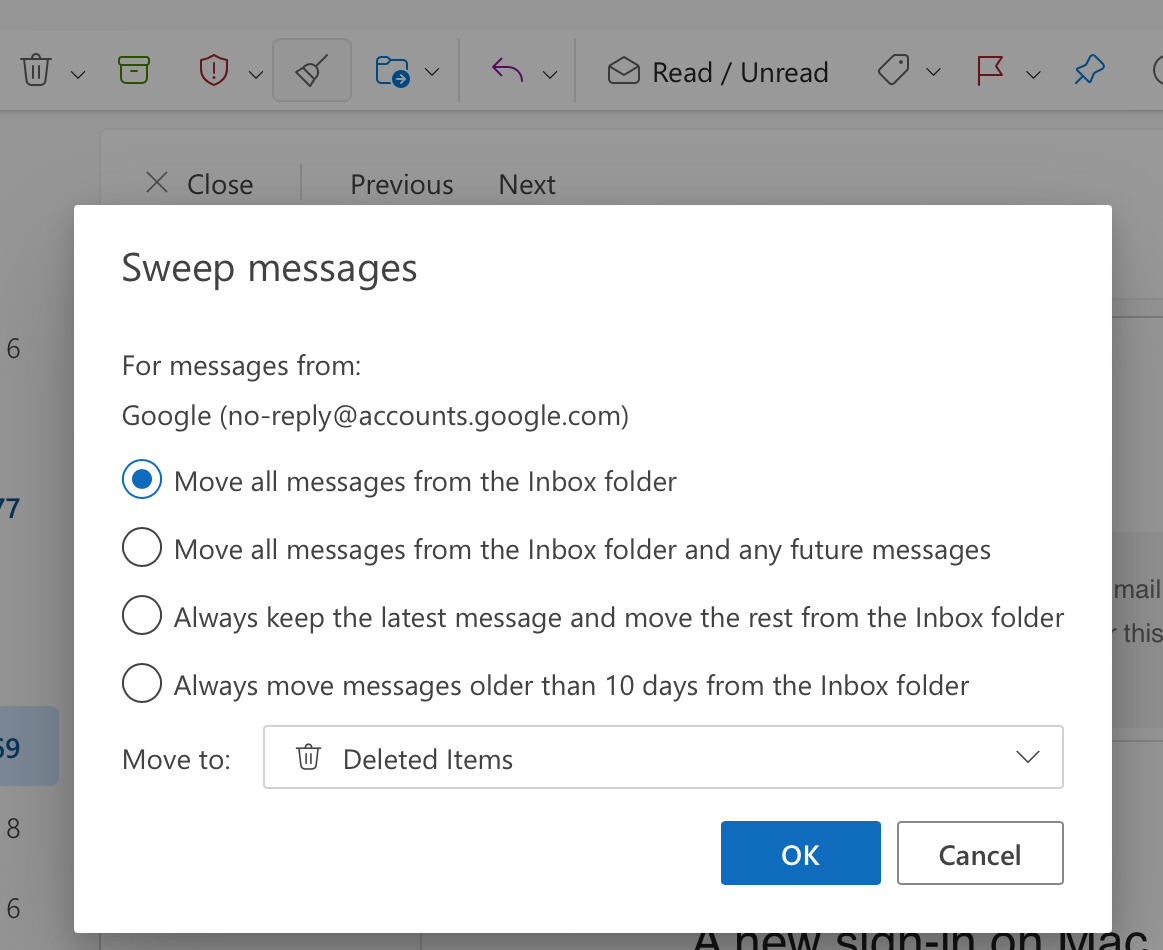 Read / Unread
Close
Previous
Next
Sweep messages
For messages from:
Google (no-reply@accounts.google.com)
Move all messages from the Inbox folder
Move all messages from the Inbox folder and any future messages
Always keep the latest message and move the rest from the Inbox folder
Always move messages older than 10 days from the Inbox folder
Move to:
Deleted Items
OK
Cancel
6
77
69
8
6
mail
this
A new sign-in on Mac